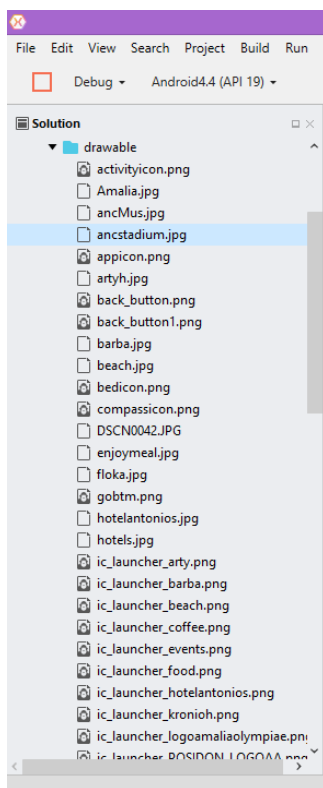 File Edit View Search Project Build Run
Debug Android4.4 (API 19)
Solution
drawable
activityicon.png
Amalia.jpg
ancMus.jpg
ancstadium.jpg
appicon.png
artyh.jpg
back_button.png
back_button1.png
barba.jpg
beach.jpg
bedicon.png
compassicon.png
DSCN0042.JPG
enjoymeal.jpg
floka.jpg
gobtm.png
hotelantonios.jpg
hotels.jpg
ic_launcher_arty.png
ic_launcher_barba.png
ic_launcher_beach.png
ic_launcher_coffee.png
ic_launcher_events.png
ic_launcher_food.png
ic_launcher_hotelantonios.png
ic_launcher_kronioh.png
ic_launcher_logoamaliaolympiae.pn
ic_launcher_POSIDON_LOGOAA.png